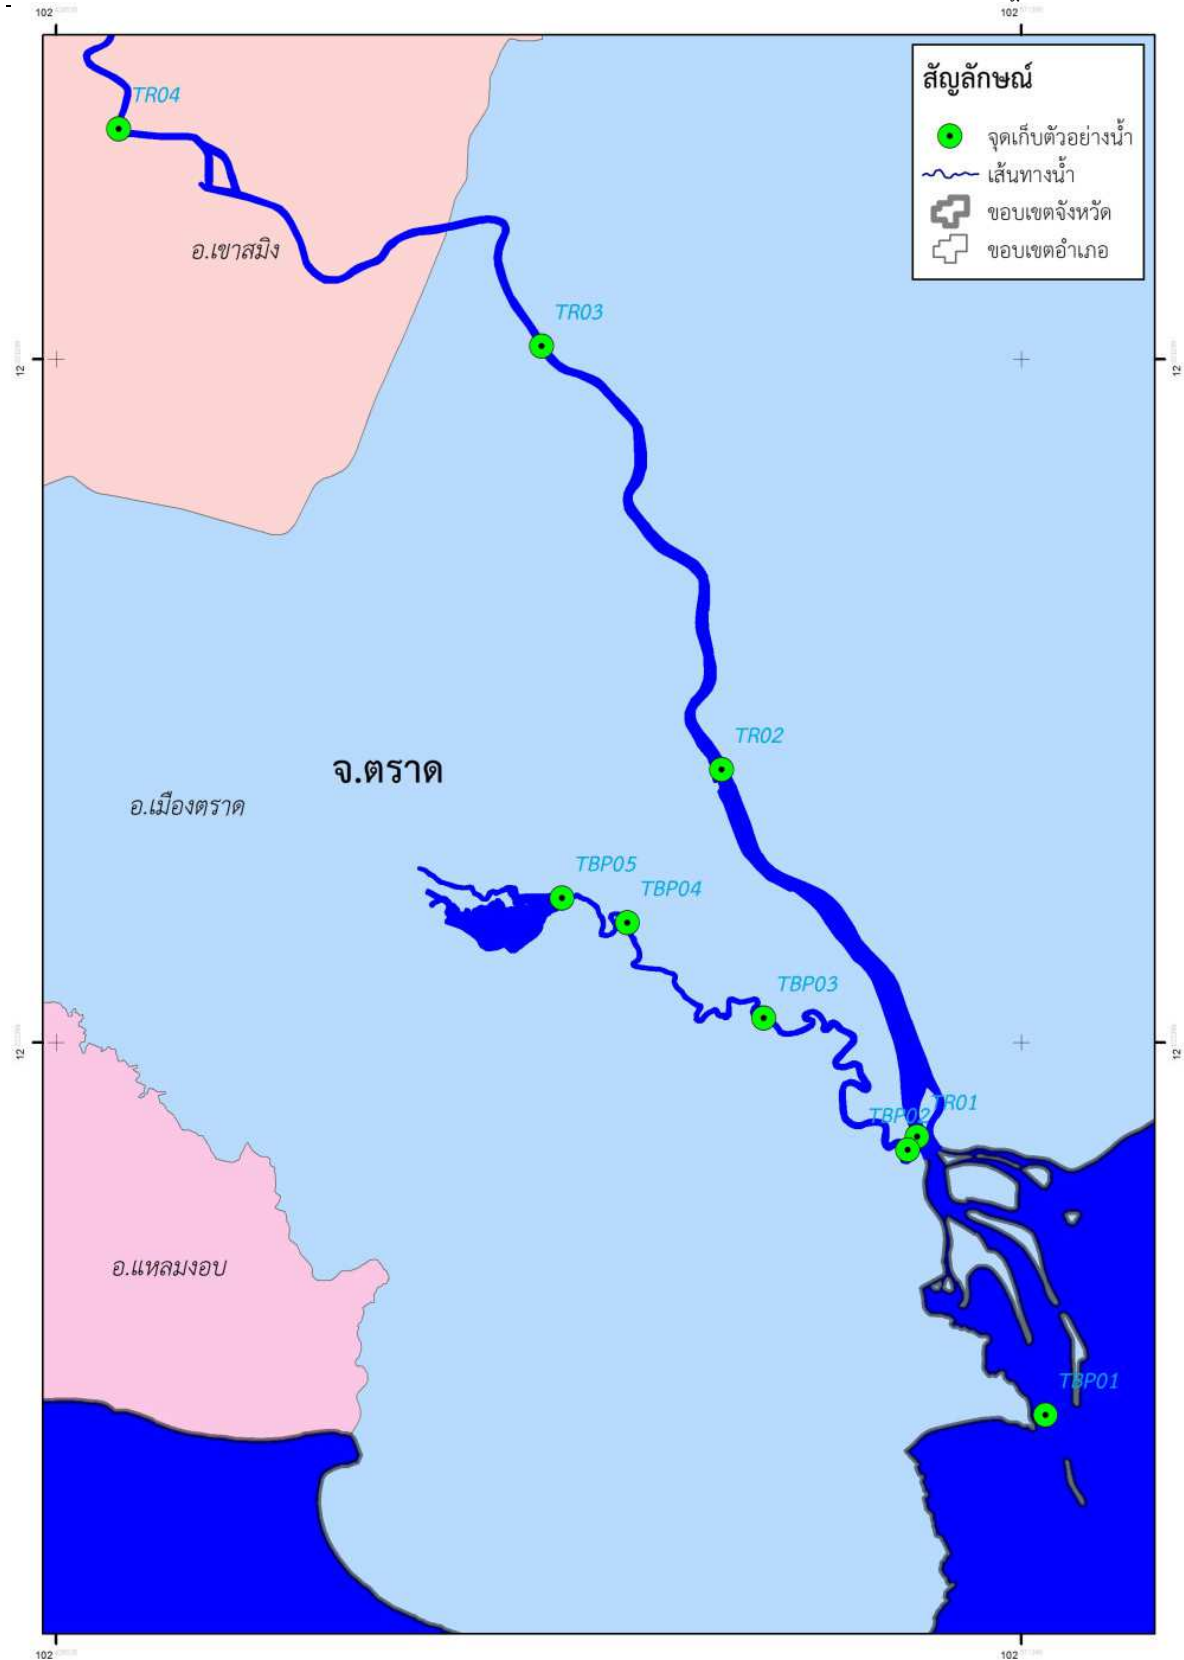 102
102
สัญลักษณ์
จุดเก็บตัวอย่างน้ำ
เส้นทางน้ำ
ขอบเขตจังหวัด
ขอบเขตอำเภอ
TR04
อ.เขาสมิง
TR03
12
12
TR02
จ.ตราด
อ.เมืองตราด
TBP05
TBP04
TBP03
12
12
TR01
TBP02
อ.แหลมงอบ
TBP01
102
102